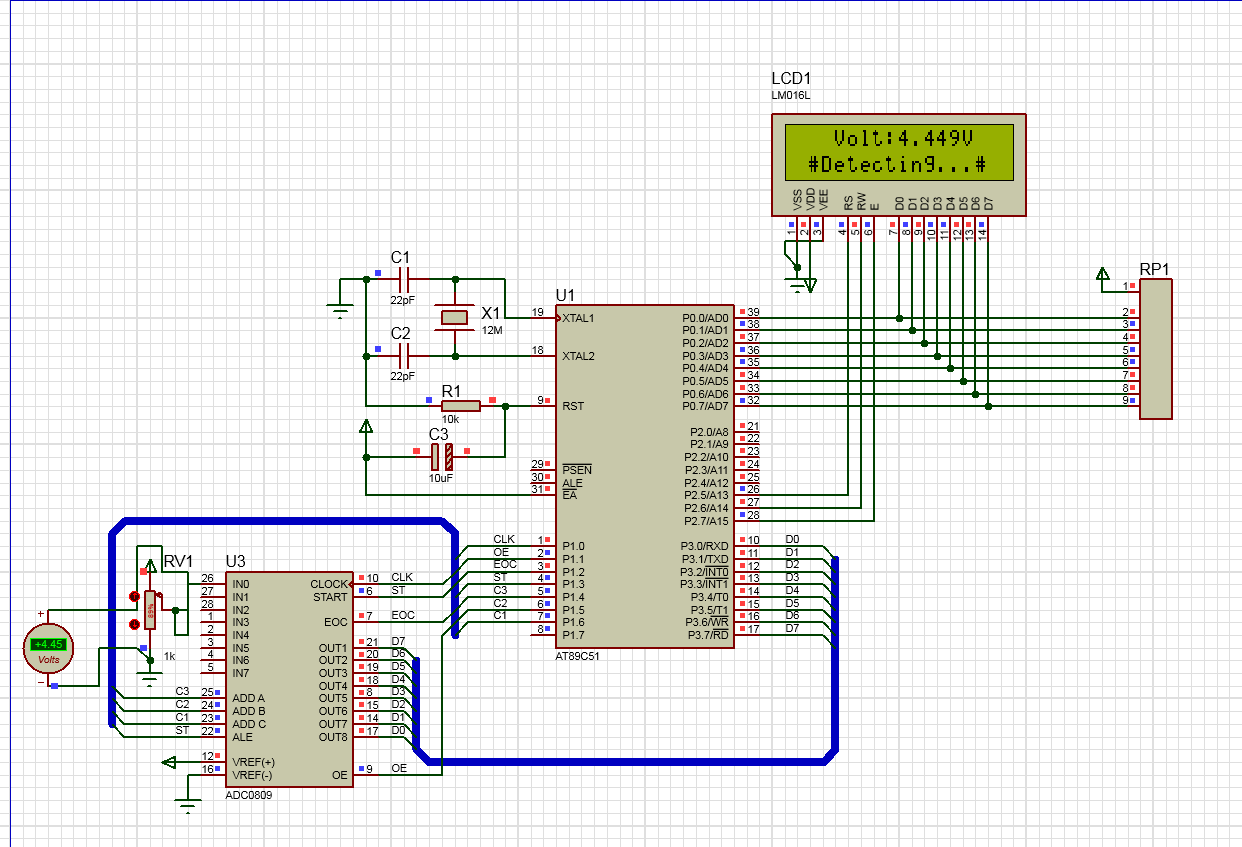 LCD1
LM016L
Volt:4.449V
#Detecting...#
VSS VDD VEE RS RW E D0 D1 D2 D3 D4 D5 D6 D7
1 2 3 4 5 6 7 8 9 10 11 12 13 14
C1
22pF
X1
12M
C2
22pF
R1
10k
C3
10uF
U1
19 XTAL1
18 XTAL2
9 RST
29 PSEN
30 ALE
31 EA
CLK 1 P1.0
OE 2 P1.1
EOC 3 P1.2
ST 4 P1.3
C3 5 P1.4
C2 6 P1.5
C1 7 P1.6
8 P1.7
P0.0/AD0 39
P0.1/AD1 38
P0.2/AD2 37
P0.3/AD3 36
P0.4/AD4 35
P0.5/AD5 34
P0.6/AD6 33
P0.7/AD7 32
P2.0/A8 21
P2.1/A9 22
P2.2/A10 23
P2.3/A11 24
P2.4/A12 25
P2.5/A13 26
P2.6/A14 27
P2.7/A15 28
P3.0/RXD 10 D0
P3.1/TXD 11 D1
P3.2/INT0 12 D2
P3.3/INT1 13 D3
P3.4/T0 14 D4
P3.5/T1 15 D5
P3.6/WR 16 D6
P3.7/RD 17 D7
AT89C51
RP1
1
2
3
4
5
6
7
8
9
RV1
89%
1k
+4.45
Volts
U3
26 IN0
27 IN1
28 IN2
1 IN3
2 IN4
3 IN5
4 IN6
5 IN7
C3 25 ADD A
C2 24 ADD B
C1 23 ADD C
ST 22 ALE
12 VREF(+)
16 VREF(-)
CLOCK 10 CLK
START 6 ST
EOC 7 EOC
OUT1 21 D7
OUT2 20 D6
OUT3 19 D5
OUT4 18 D4
OUT5 8 D3
OUT6 15 D2
OUT7 14 D1
OUT8 17 D0
OE 9 OE
ADC0809